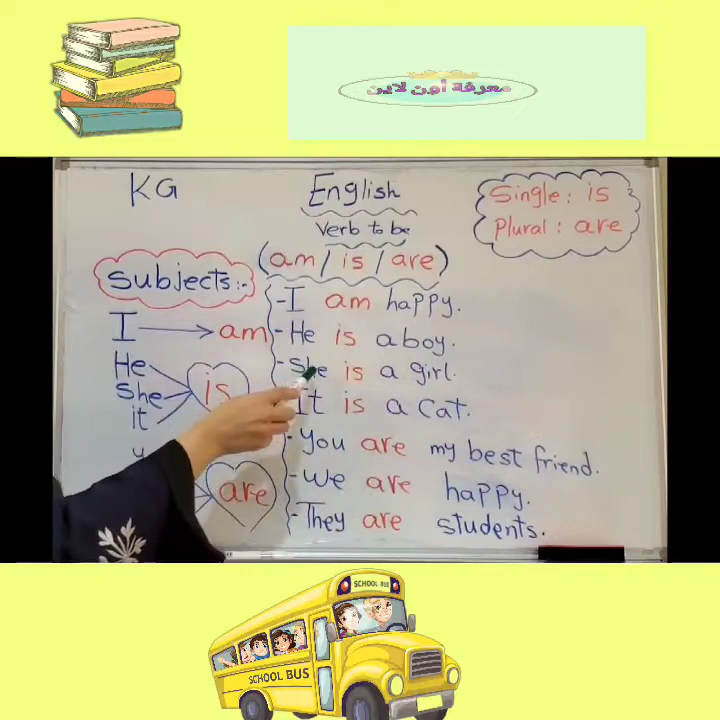 معرفة أون لاين
KG
English
Verb to be
(am / is / are)
Single : is
Plural : are
Subjects:-
I → am
He
She
it
is
y
are
-I am happy.
-He is a boy.
-She is a girl.
It is a cat.
-you are my best friend.
-we are happy.
-They are students.
SCHOOL BUS
SCHOOL BUS